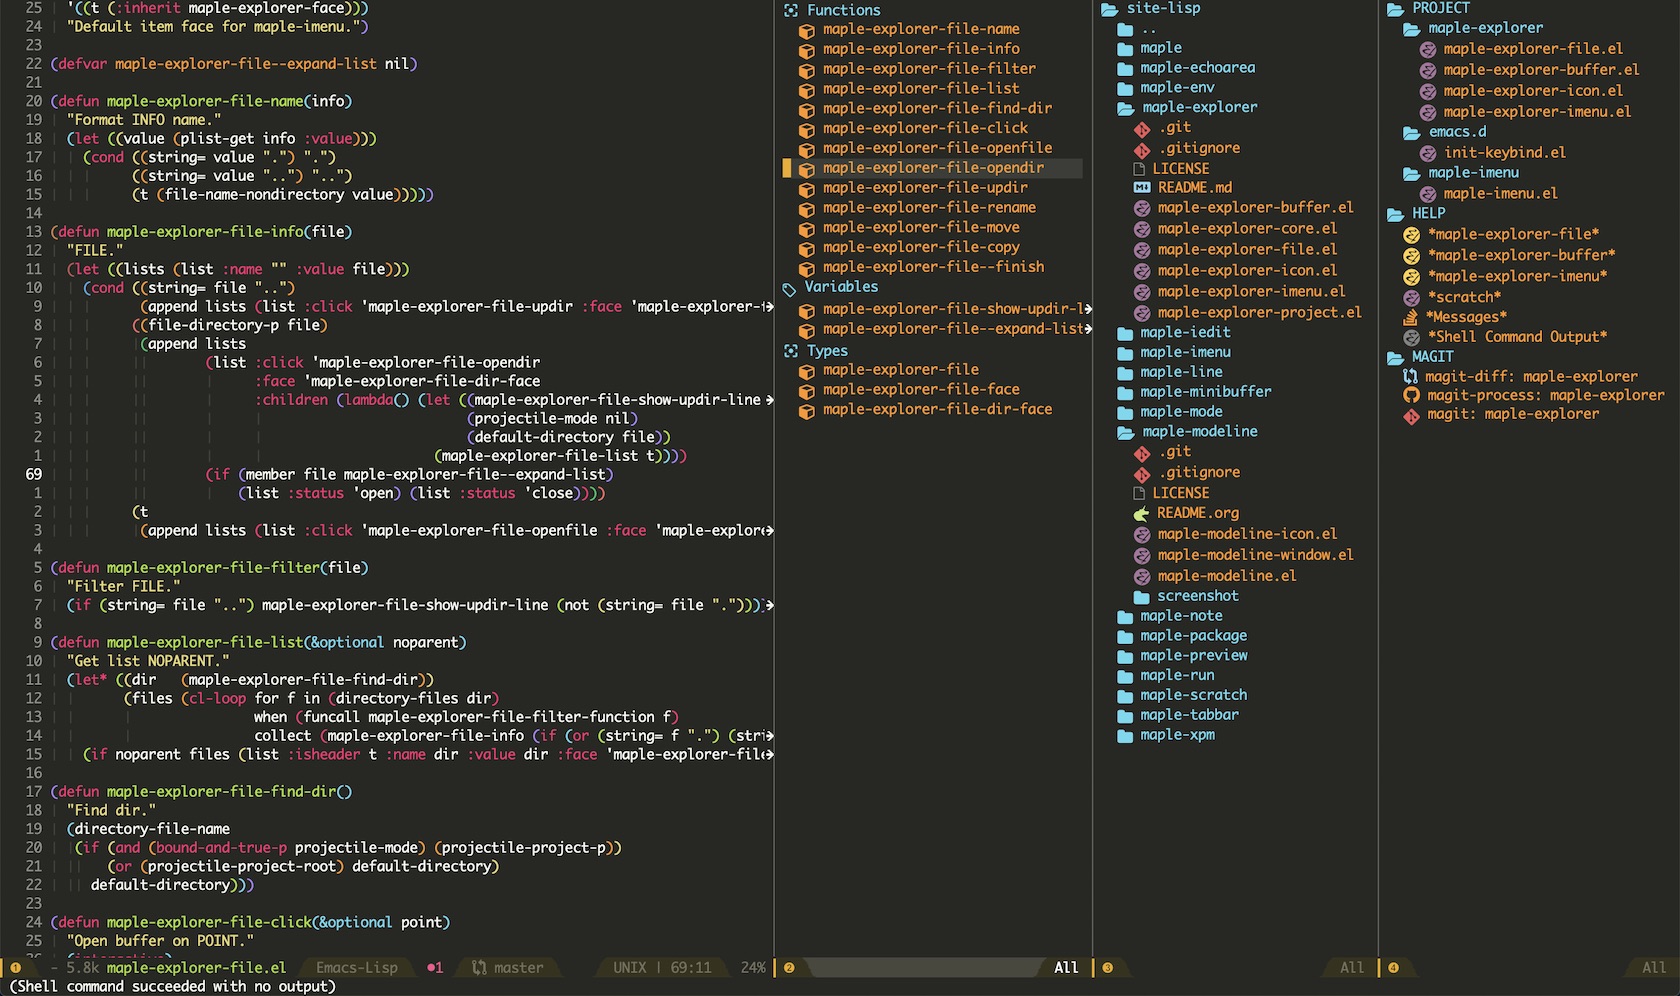 25 '((t (:inherit maple-explorer-face)))
24 "Default item face for maple-imenu.")
23
22 (defvar maple-explorer-file--expand-list nil)
21
20 (defun maple-explorer-file-name(info)
19 "Format INFO name."
18 (let ((value (plist-get info :value)))
17 (cond ((string= value ".") ".")
16 ((string= value "..") "..")
15 (t (file-name-nondirectory value)))))
14
13 (defun maple-explorer-file-info(file)
12 "FILE."
11 (let ((lists (list :name "" :value file)))
10 (cond ((string= file "..")
9 (append lists (list :click 'maple-explorer-file-updir :face 'maple-explorer-
8 ((file-directory-p file)
7 (append lists
6 (list :click 'maple-explorer-file-opendir
5 :face 'maple-explorer-file-dir-face
4 :children (lambda() (let ((maple-explorer-file-show-updir-line
3 (projectile-mode nil)
2 (default-directory file))
1 (maple-explorer-file-list t))))
69 (if (member file maple-explorer-file--expand-list)
1 (list :status 'open) (list :status 'close))))
2 (t
3 (append lists (list :click 'maple-explorer-file-openfile :face 'maple-explore
4
5 (defun maple-explorer-file-filter(file)
6 "Filter FILE."
7 (if (string= file "..") maple-explorer-file-show-updir-line (not (string= file "."))))
8
9 (defun maple-explorer-file-list(&optional noparent)
10 "Get list NOPARENT."
11 (let* ((dir (maple-explorer-file-find-dir))
12 (files (cl-loop for f in (directory-files dir)
13 when (funcall maple-explorer-file-filter-function f)
14 collect (maple-explorer-file-info (if (or (string= f ".") (stri
15 (if noparent files (list :isheader t :name dir :value dir :face 'maple-explorer-file
16
17 (defun maple-explorer-file-find-dir()
18 "Find dir."
19 (directory-file-name
20 (if (and (bound-and-true-p projectile-mode) (projectile-project-p))
21 (or (projectile-project-root) default-directory)
22 default-directory)))
23
24 (defun maple-explorer-file-click(&optional point)
25 "Open buffer on POINT."
1 - 5.8k maple-explorer-file.el Emacs-Lisp •1 master UNIX | 69:11 24%
(Shell command succeeded with no output)
Functions
maple-explorer-file-name
maple-explorer-file-info
maple-explorer-file-filter
maple-explorer-file-list
maple-explorer-file-find-dir
maple-explorer-file-click
maple-explorer-file-openfile
maple-explorer-file-opendir
maple-explorer-file-updir
maple-explorer-file-rename
maple-explorer-file-move
maple-explorer-file-copy
maple-explorer-file--finish
Variables
maple-explorer-file-show-updir-l
maple-explorer-file--expand-list
Types
maple-explorer-file
maple-explorer-file-face
maple-explorer-file-dir-face
2 All
site-lisp
..
maple
maple-echoarea
maple-env
maple-explorer
.git
.gitignore
LICENSE
README.md
maple-explorer-buffer.el
maple-explorer-core.el
maple-explorer-file.el
maple-explorer-icon.el
maple-explorer-imenu.el
maple-explorer-project.el
maple-iedit
maple-imenu
maple-line
maple-minibuffer
maple-mode
maple-modeline
.git
.gitignore
LICENSE
README.org
maple-modeline-icon.el
maple-modeline-window.el
maple-modeline.el
screenshot
maple-note
maple-package
maple-preview
maple-run
maple-scratch
maple-tabbar
maple-xpm
3 All
PROJECT
maple-explorer
maple-explorer-file.el
maple-explorer-buffer.el
maple-explorer-icon.el
maple-explorer-imenu.el
emacs.d
init-keybind.el
maple-imenu
maple-imenu.el
HELP
*maple-explorer-file*
*maple-explorer-buffer*
*maple-explorer-imenu*
*scratch*
*Messages*
*Shell Command Output*
MAGIT
magit-diff: maple-explorer
magit-process: maple-explorer
magit: maple-explorer
4 All